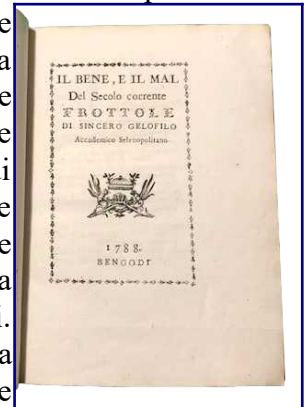 IL BENE, E IL MAL
Del Secolo corrente
FROTTOLE
DI SINCERO GELOFILO
Accademico Selenopolitano
1788.
BENGODI